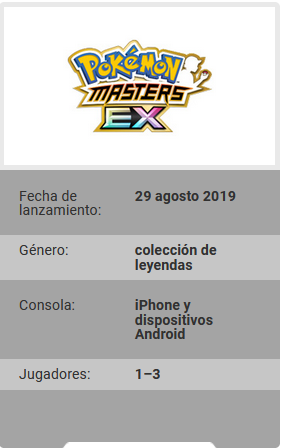 POKéMON
MASTERS
EX
Fecha de
lanzamiento:
29 agosto 2019
Género:
colección de
leyendas
Consola:
iPhone y
dispositivos
Android
Jugadores:
1–3